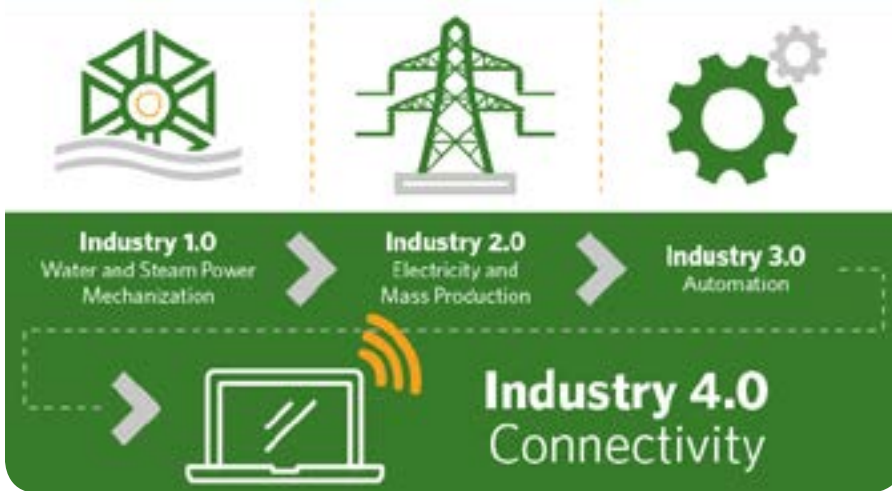 Industry 1.0
Water and Steam Power
Mechanization
Industry 2.0
Electricity and
Mass Production
Industry 3.0
Automation
Industry 4.0
Connectivity